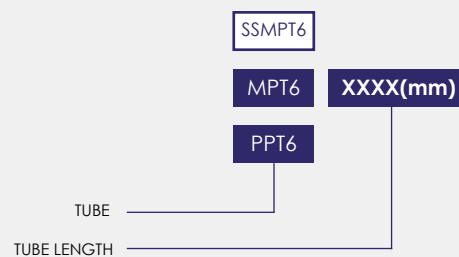 SSMPT6
MPT6 XXXX(mm)
PPT6
TUBE
TUBE LENGTH